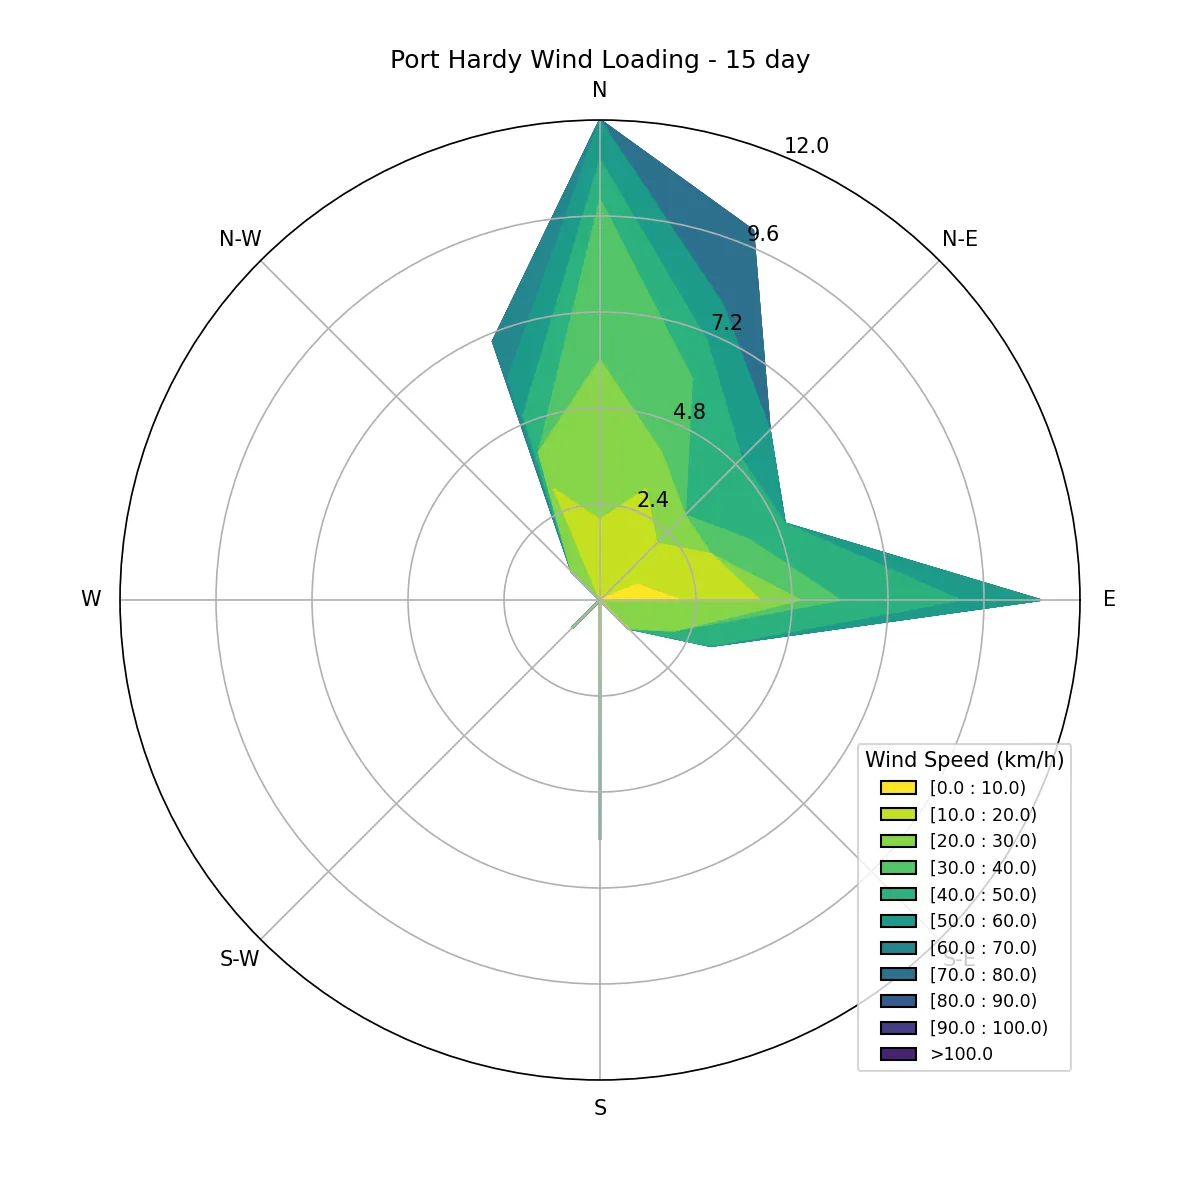 Port Hardy Wind Loading - 15 day
N
12.0
N-W
9.6
N-E
7.2
4.8
2.4
W
E
Wind Speed (km/h)
[0.0 : 10.0)
[10.0 : 20.0)
[20.0 : 30.0)
[30.0 : 40.0)
[40.0 : 50.0)
[50.0 : 60.0)
[60.0 : 70.0)
[70.0 : 80.0)
[80.0 : 90.0)
[90.0 : 100.0)
>100.0
S-W
S-E
S